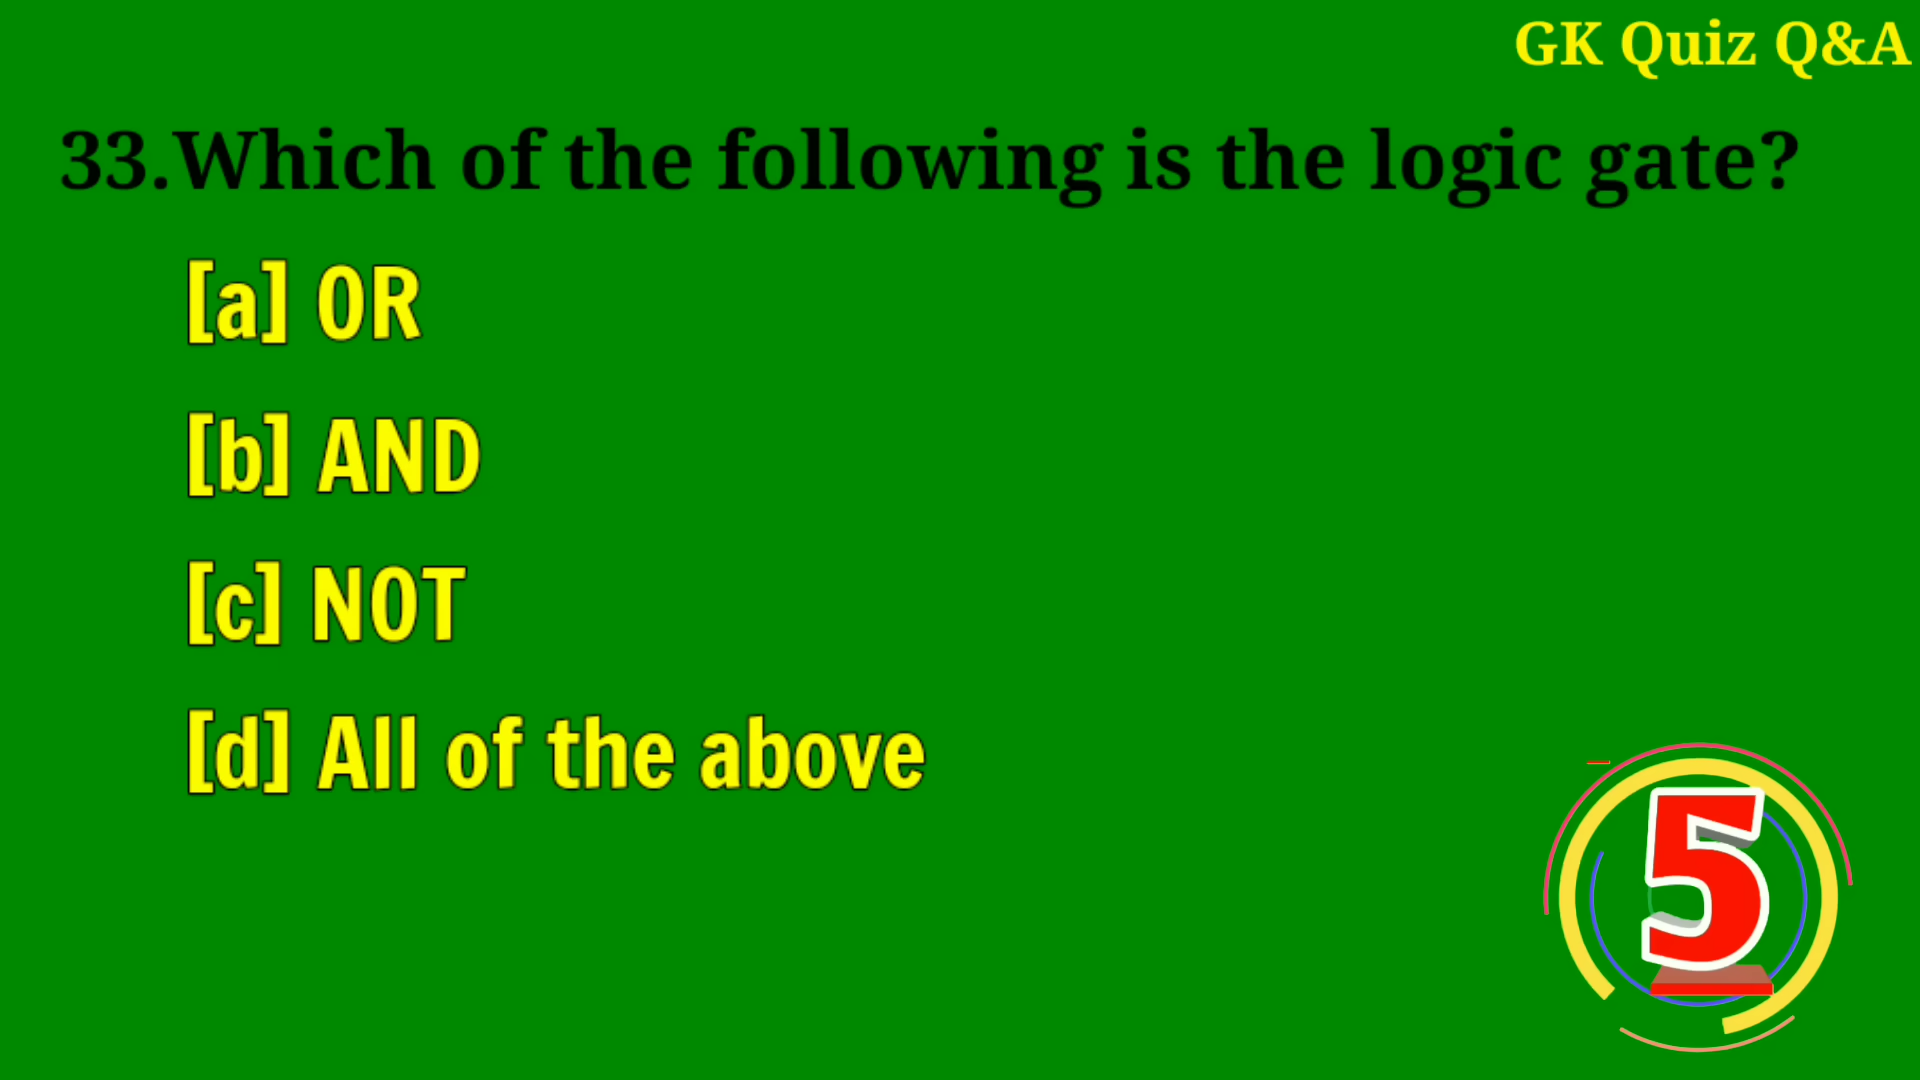 GK Quiz Q&A
33.Which of the following is the logic gate?
[a] OR
[b] AND
[c] NOT
[d] All of the above
5